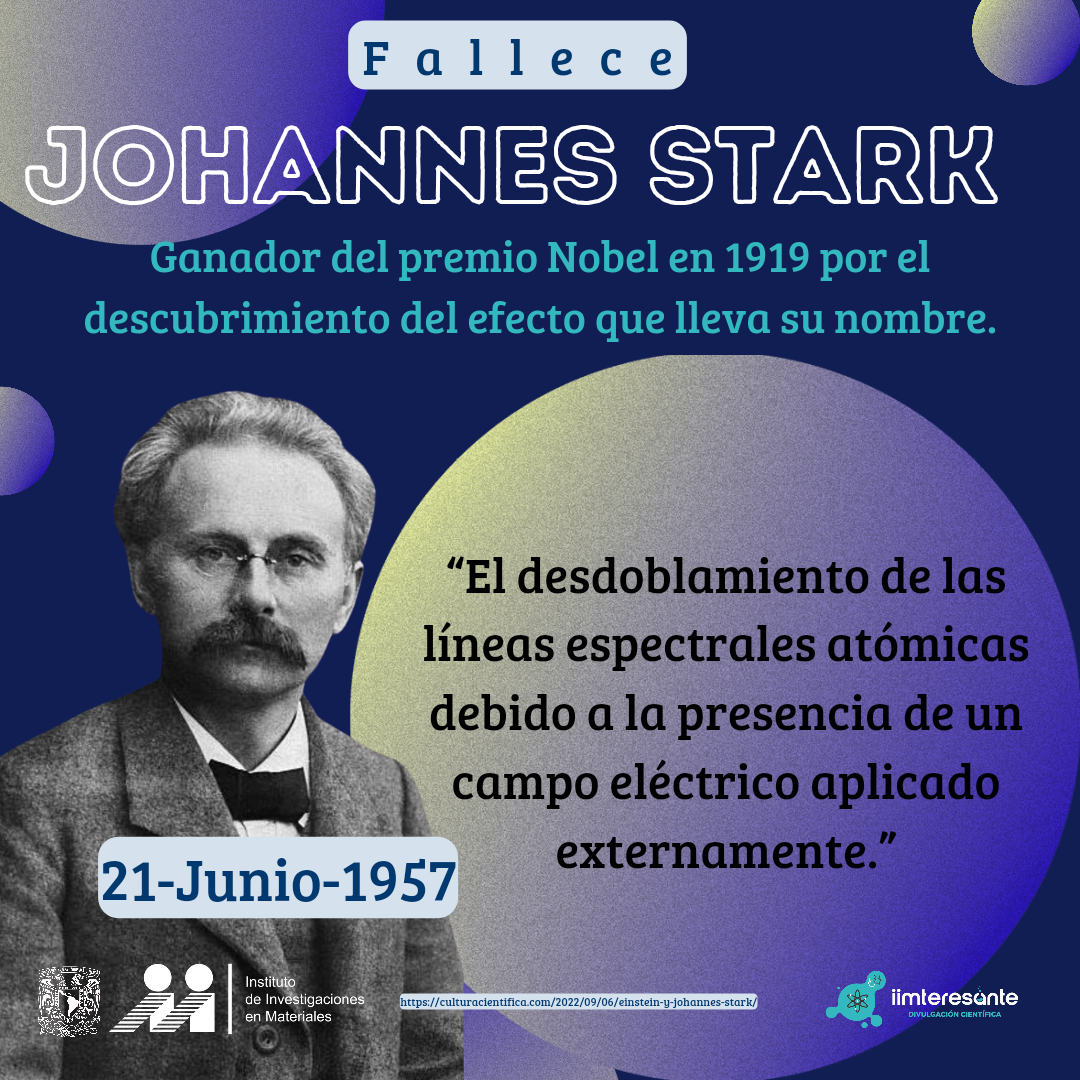 Fallece
JOHANNES STARK
Ganador del premio Nobel en 1919 por el
descubrimiento del efecto que lleva su nombre.
“El desdoblamiento de las
líneas espectrales atómicas
debido a la presencia de un
campo eléctrico aplicado
externamente.”
21-Junio-1957
Instituto
de Investigaciones
en Materiales
https://culturacientifica.com/2022/09/06/einstein-y-johannes-stark/
iimteresante
DIVULGACIÓN CIENTÍFICA